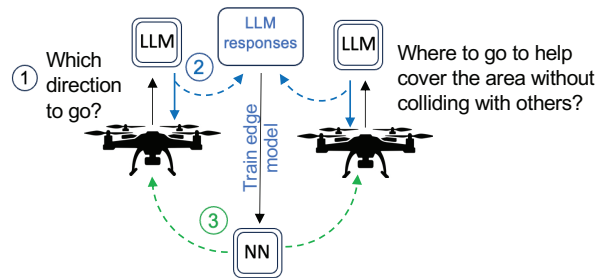 1
Which
direction
to go?
LLM
2
LLM
responses
LLM
Where to go to help
cover the area without
colliding with others?
Train edge
model
3
NN